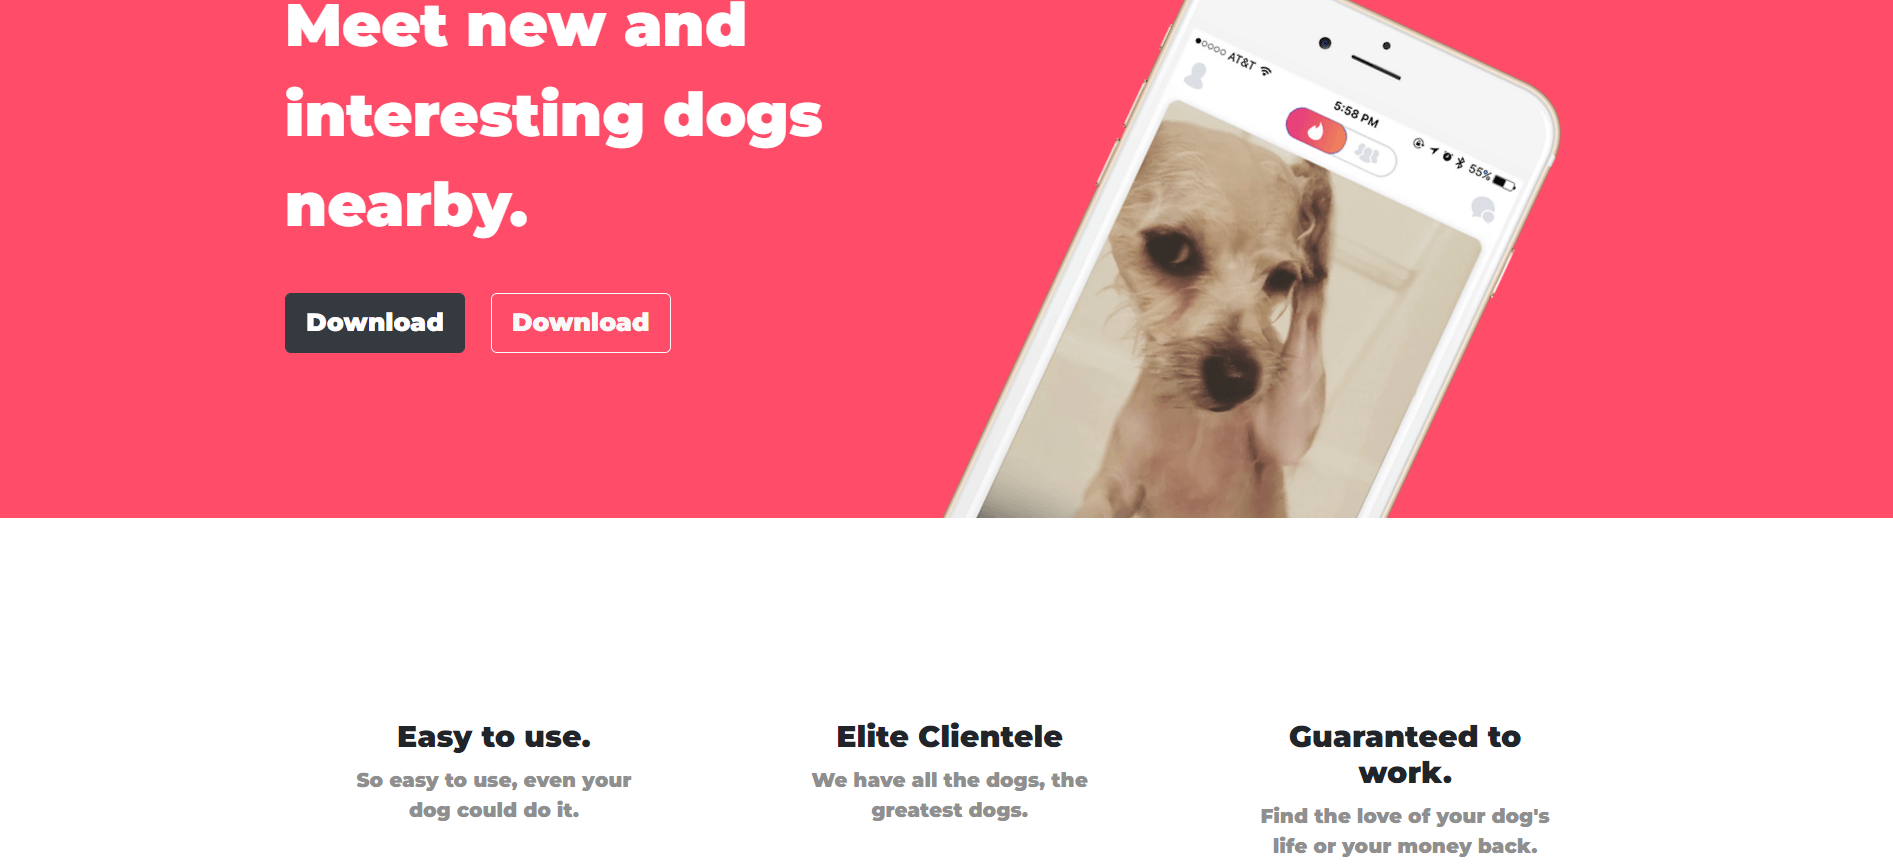 Meet new and
interesting dogs
nearby.
Download Download
AT&T
5:58 PM
55%
Easy to use.
So easy to use, even your
dog could do it.
Elite Clientele
We have all the dogs, the
greatest dogs.
Guaranteed to
work.
Find the love of your dog's
life or your money back.